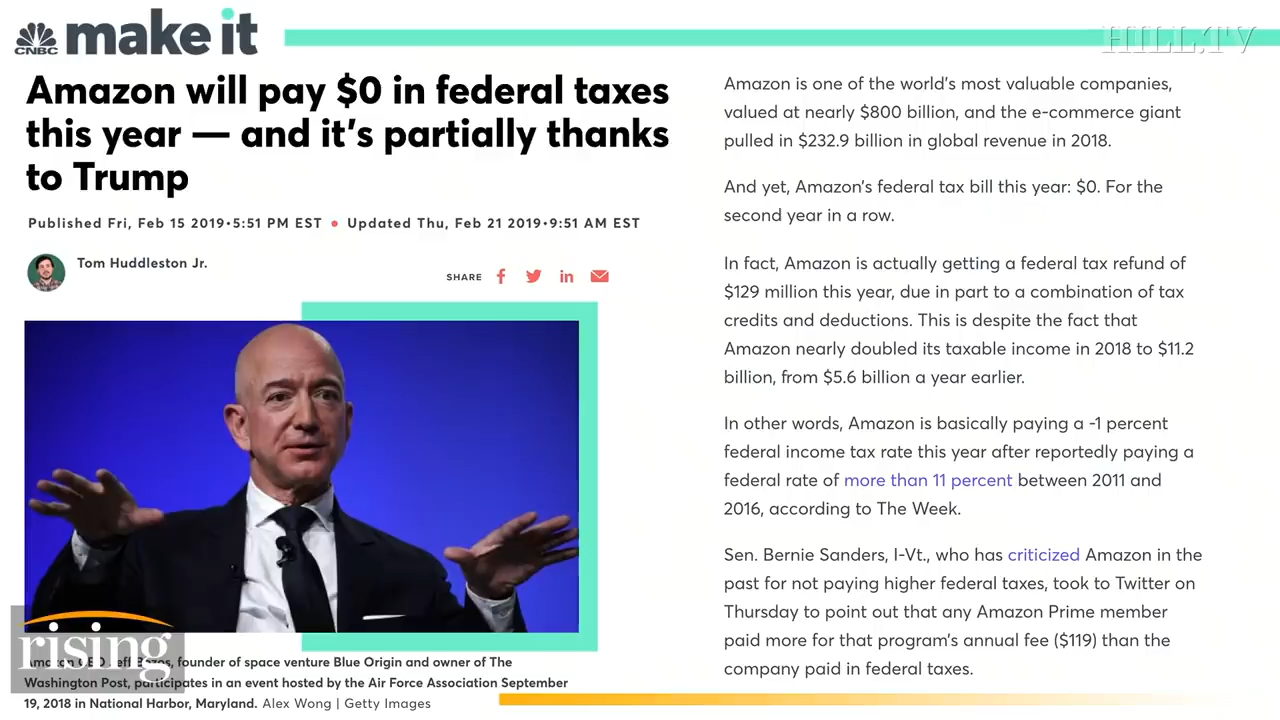 CNBC make it
HILL.TV
Amazon will pay $0 in federal taxes
this year — and it's partially thanks
to Trump
Published Fri, Feb 15 2019•5:51 PM EST • Updated Thu, Feb 21 2019•9:51 AM EST
Tom Huddleston Jr.
SHARE
rising
Amazon CEO Jeff Bezos, founder of space venture Blue Origin and owner of The
Washington Post, participates in an event hosted by the Air Force Association September
19, 2018 in National Harbor, Maryland. Alex Wong | Getty Images
Amazon is one of the world's most valuable companies,
valued at nearly $800 billion, and the e-commerce giant
pulled in $232.9 billion in global revenue in 2018.
And yet, Amazon's federal tax bill this year: $0. For the
second year in a row.
In fact, Amazon is actually getting a federal tax refund of
$129 million this year, due in part to a combination of tax
credits and deductions. This is despite the fact that
Amazon nearly doubled its taxable income in 2018 to $11.2
billion, from $5.6 billion a year earlier.
In other words, Amazon is basically paying a -1 percent
federal income tax rate this year after reportedly paying a
federal rate of more than 11 percent between 2011 and
2016, according to The Week.
Sen. Bernie Sanders, I-Vt., who has criticized Amazon in the
past for not paying higher federal taxes, took to Twitter on
Thursday to point out that any Amazon Prime member
paid more for that program's annual fee ($119) than the
company paid in federal taxes.